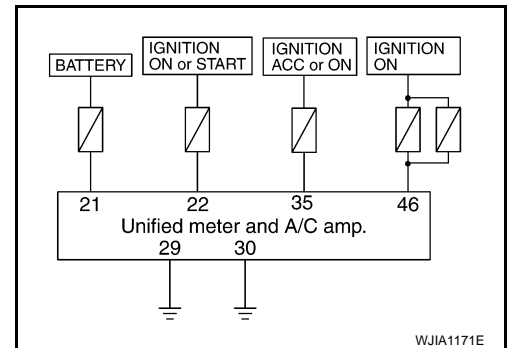 BATTERY
IGNITION
ON or START
IGNITION
ACC or ON
IGNITION
ON
21 22 35 46
Unified meter and A/C amp.
29 30
WJIA1171E